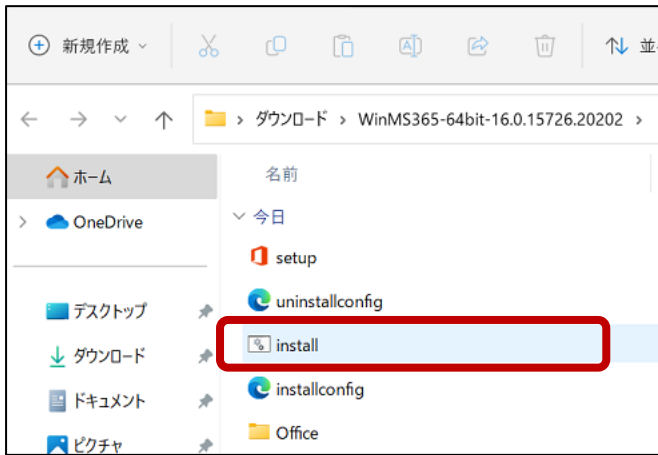 新規作成
並
ダウンロード › WinMS365-64bit-16.0.15726.20202 ›
ホーム
名前
OneDrive
今日
setup
uninstallconfig
デスクトップ
install
ダウンロード
installconfig
ドキュメント
Office
ピクチャ